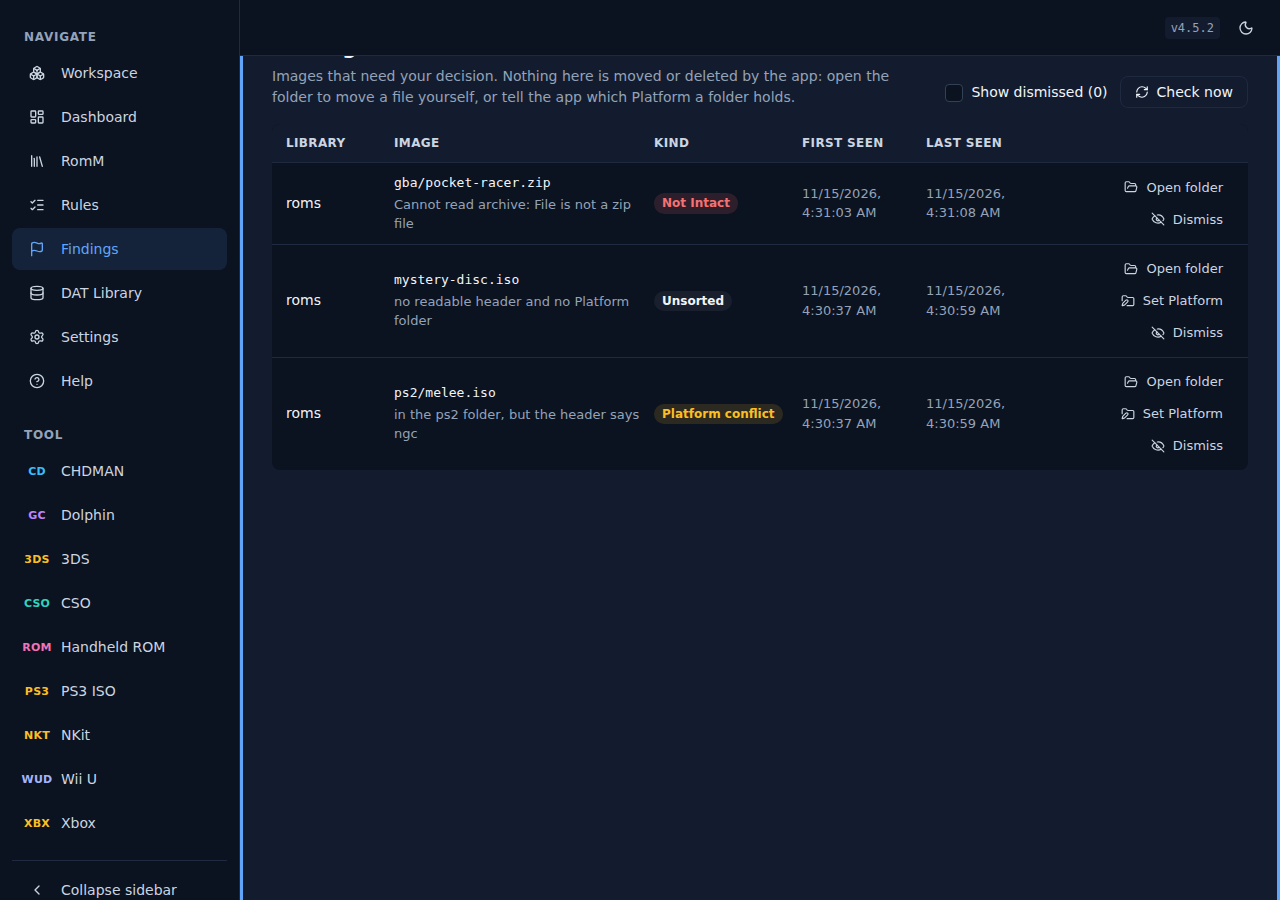 NAVIGATE
Workspace
Dashboard
RomM
Rules
Findings
DAT Library
Settings
Help
TOOL
CD CHDMAN
GC Dolphin
3DS 3DS
CSO CSO
ROM Handheld ROM
PS3 PS3 ISO
NKT NKit
WUD Wii U
XBX Xbox
Collapse sidebar
v4.5.2
Images that need your decision. Nothing here is moved or deleted by the app: open the
folder to move a file yourself, or tell the app which Platform a folder holds.
Show dismissed (0)
Check now
LIBRARY IMAGE KIND FIRST SEEN LAST SEEN
roms
gba/pocket-racer.zip
Cannot read archive: File is not a zip
file
Not Intact
11/15/2026,
4:31:03 AM
11/15/2026,
4:31:08 AM
Open folder
Dismiss
roms
mystery-disc.iso
no readable header and no Platform
folder
Unsorted
11/15/2026,
4:30:37 AM
11/15/2026,
4:30:59 AM
Open folder
Set Platform
Dismiss
roms
ps2/melee.iso
in the ps2 folder, but the header says
ngc
Platform conflict
11/15/2026,
4:30:37 AM
11/15/2026,
4:30:59 AM
Open folder
Set Platform
Dismiss